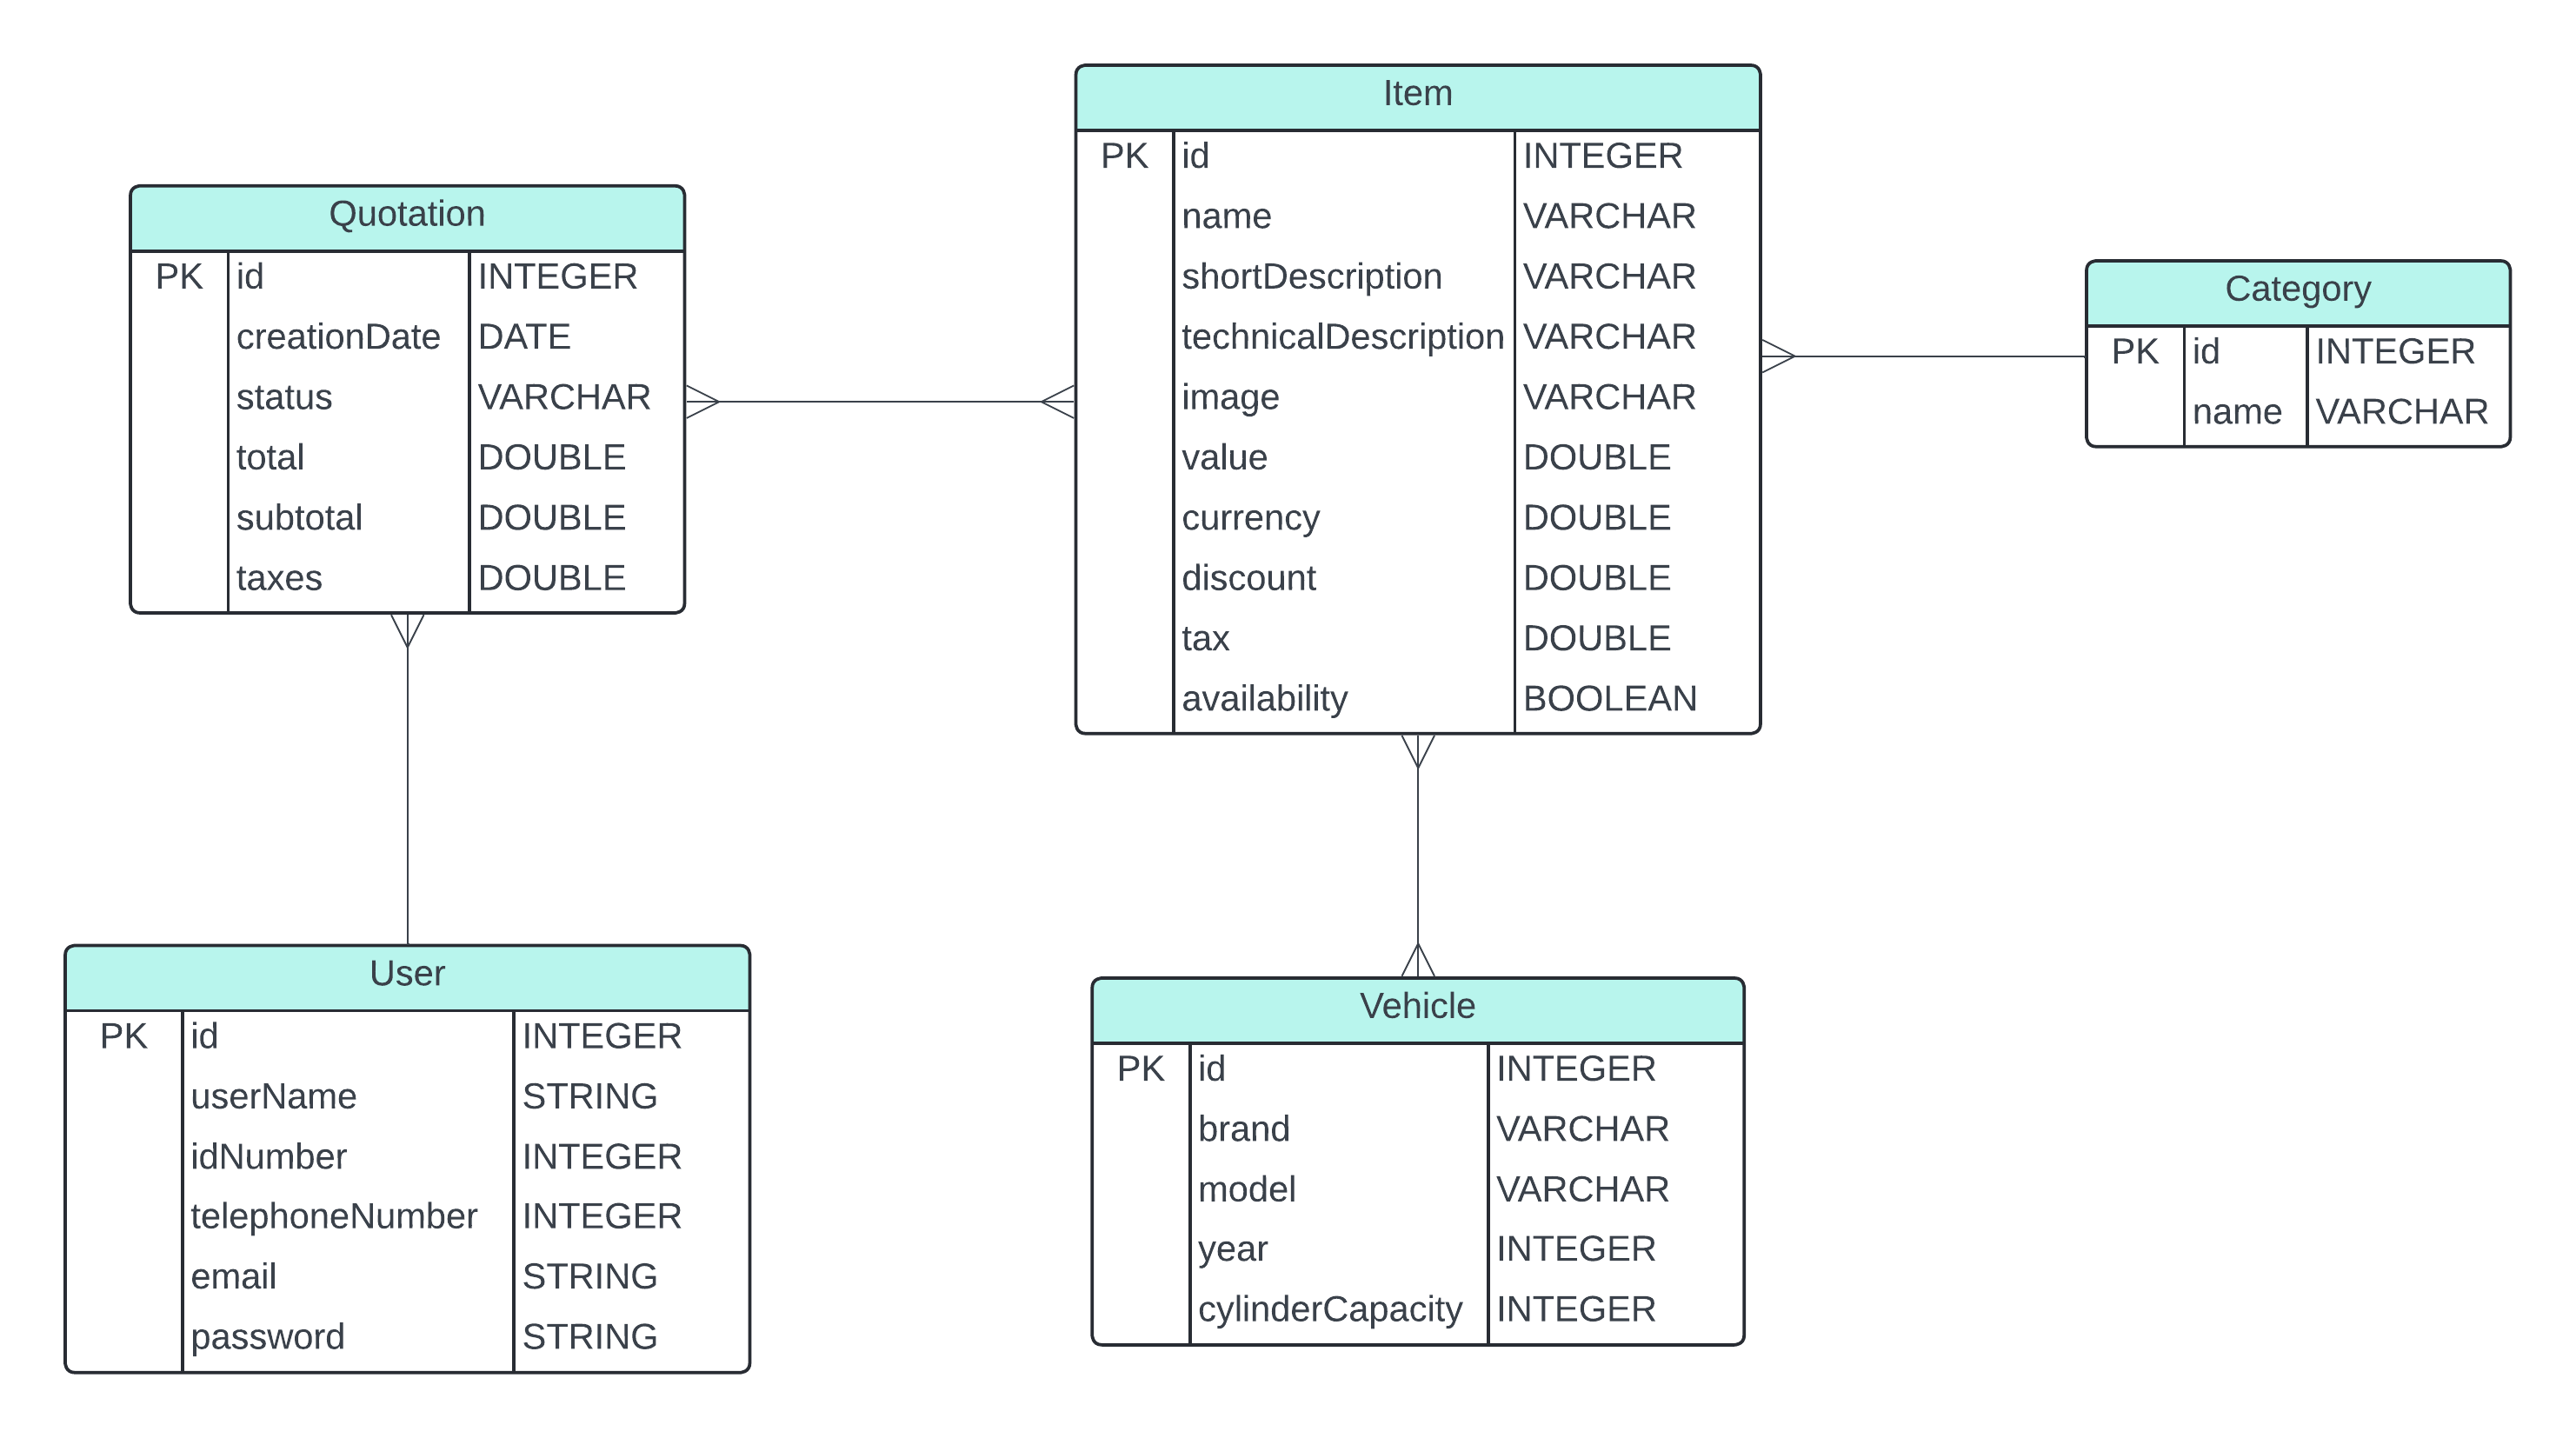 Item
PK id INTEGER
name VARCHAR
shortDescription VARCHAR
technicalDescription VARCHAR
image VARCHAR
value DOUBLE
currency DOUBLE
discount DOUBLE
tax DOUBLE
availability BOOLEAN
Quotation
PK id INTEGER
creationDate DATE
status VARCHAR
total DOUBLE
subtotal DOUBLE
taxes DOUBLE
Category
PK id INTEGER
name VARCHAR
User
PK id INTEGER
userName STRING
idNumber INTEGER
telephoneNumber INTEGER
email STRING
password STRING
Vehicle
PK id INTEGER
brand VARCHAR
model VARCHAR
year INTEGER
cylinderCapacity INTEGER